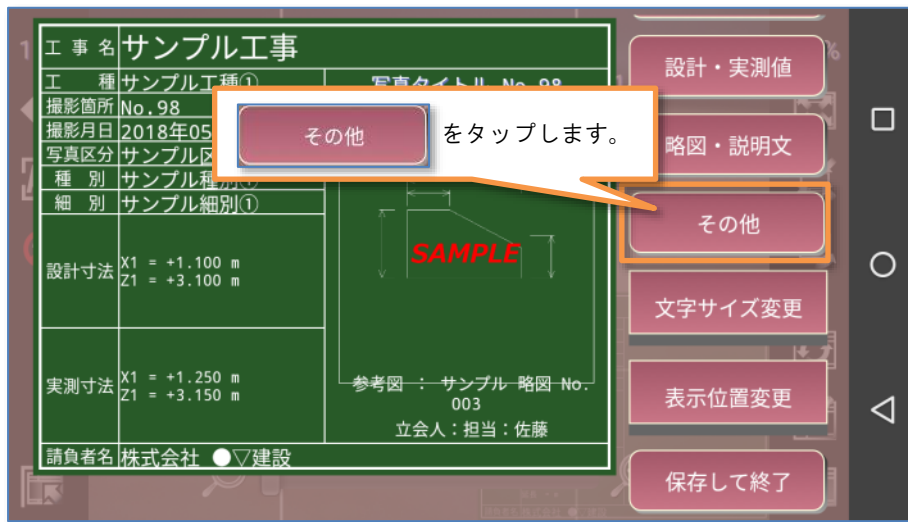 工事名 サンプル工事
工種 サンプル工種①
写真タイトル No.98
撮影箇所 No.98
撮影月日 2018年05
写真区分 サンプル区
種別 サンプル種別①
細別 サンプル細別①
設計寸法 X1 = +1.100 m
Z1 = +3.100 m
実測寸法 X1 = +1.250 m
Z1 = +3.150 m
SAMPLE
参考図 : サンプル 略図 No.
003
立会人:担当:佐藤
請負者名 株式会社 ●▽建設
その他 をタップします。
設計・実測値
略図・説明文
その他
文字サイズ変更
表示位置変更
保存して終了